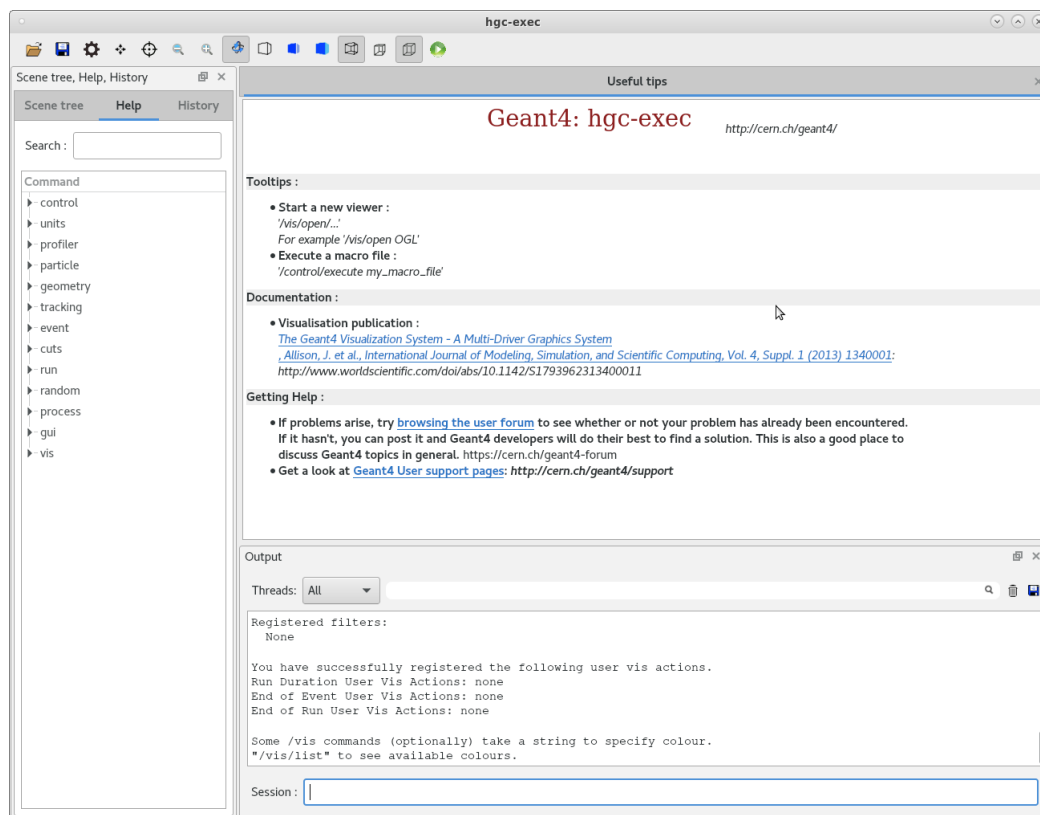 hgc-exec
Scene tree, Help, History
Useful tips
Scene tree Help History
Search :
Command
control
units
profiler
particle
geometry
tracking
event
cuts
run
random
process
gui
vis
Geant4: hgc-exec http://cern.ch/geant4/
Tooltips :
• Start a new viewer :
'/vis/open/...'
For example '/vis/open OGL'
• Execute a macro file :
'/control/execute my_macro_file'
Documentation :
• Visualisation publication :
The Geant4 Visualization System - A Multi-Driver Graphics System
, Allison, J. et al., International Journal of Modeling, Simulation, and Scientific Computing, Vol. 4, Suppl. 1 (2013) 1340001:
http://www.worldscientific.com/doi/abs/10.1142/S1793962313400011
Getting Help :
• If problems arise, try browsing the user forum to see whether or not your problem has already been encountered.
If it hasn't, you can post it and Geant4 developers will do their best to find a solution. This is also a good place to
discuss Geant4 topics in general. https://cern.ch/geant4-forum
• Get a look at Geant4 User support pages: http://cern.ch/geant4/support
Output
Threads: All
Registered filters:
None
You have successfully registered the following user vis actions.
Run Duration User Vis Actions: none
End of Event User Vis Actions: none
End of Run User Vis Actions: none
Some /vis commands (optionally) take a string to specify colour.
"/vis/list" to see available colours.
Session :